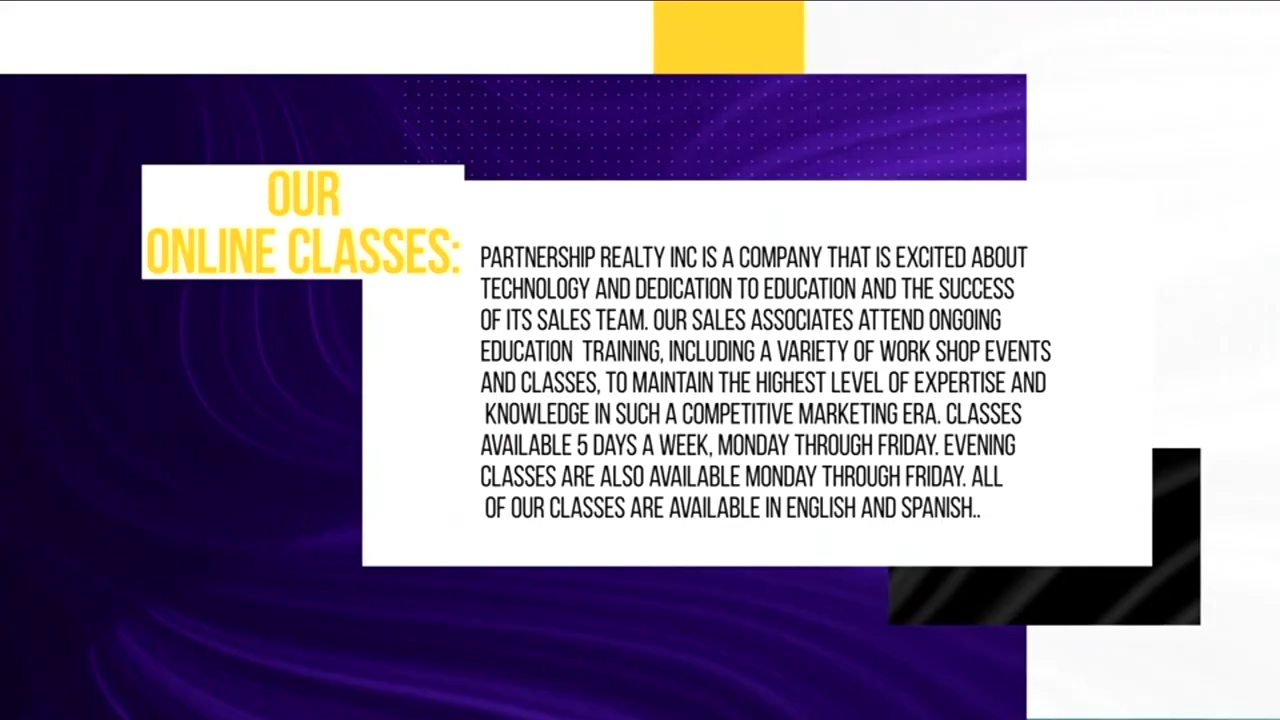 OUR
ONLINE CLASSES:
PARTNERSHIP REALTY INC IS A COMPANY THAT IS EXCITED ABOUT
TECHNOLOGY AND DEDICATION TO EDUCATION AND THE SUCCESS
OF ITS SALES TEAM. OUR SALES ASSOCIATES ATTEND ONGOING
EDUCATION  TRAINING, INCLUDING A VARIETY OF WORK SHOP EVENTS
AND CLASSES, TO MAINTAIN THE HIGHEST LEVEL OF EXPERTISE AND
KNOWLEDGE IN SUCH A COMPETITIVE MARKETING ERA. CLASSES
AVAILABLE 5 DAYS A WEEK, MONDAY THROUGH FRIDAY. EVENING
CLASSES ARE ALSO AVAILABLE MONDAY THROUGH FRIDAY. ALL
OF OUR CLASSES ARE AVAILABLE IN ENGLISH AND SPANISH..